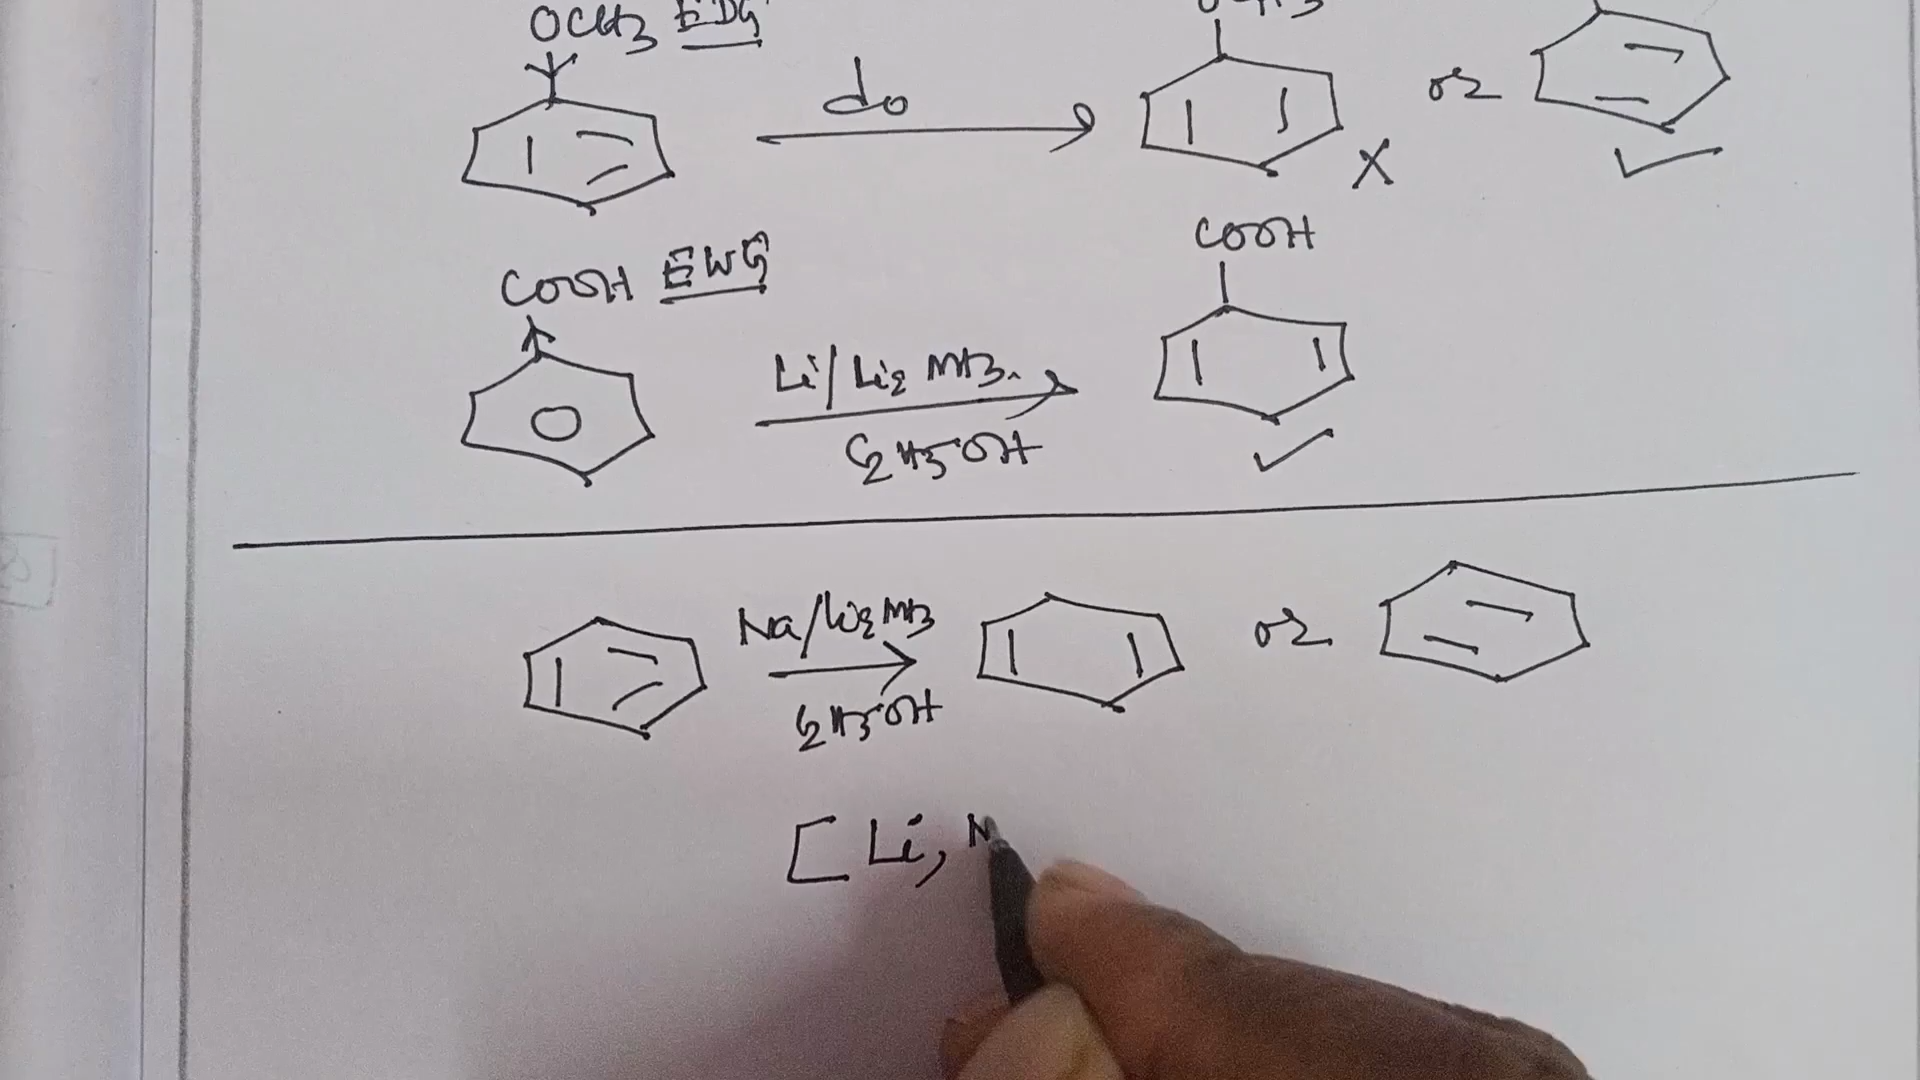 OCH3 EDG
do
or
X
COOH EWG
COOH
Li/Liq NH3
C2H5OH
Na/Liq NH3
or
C2H5OH
[Li, N